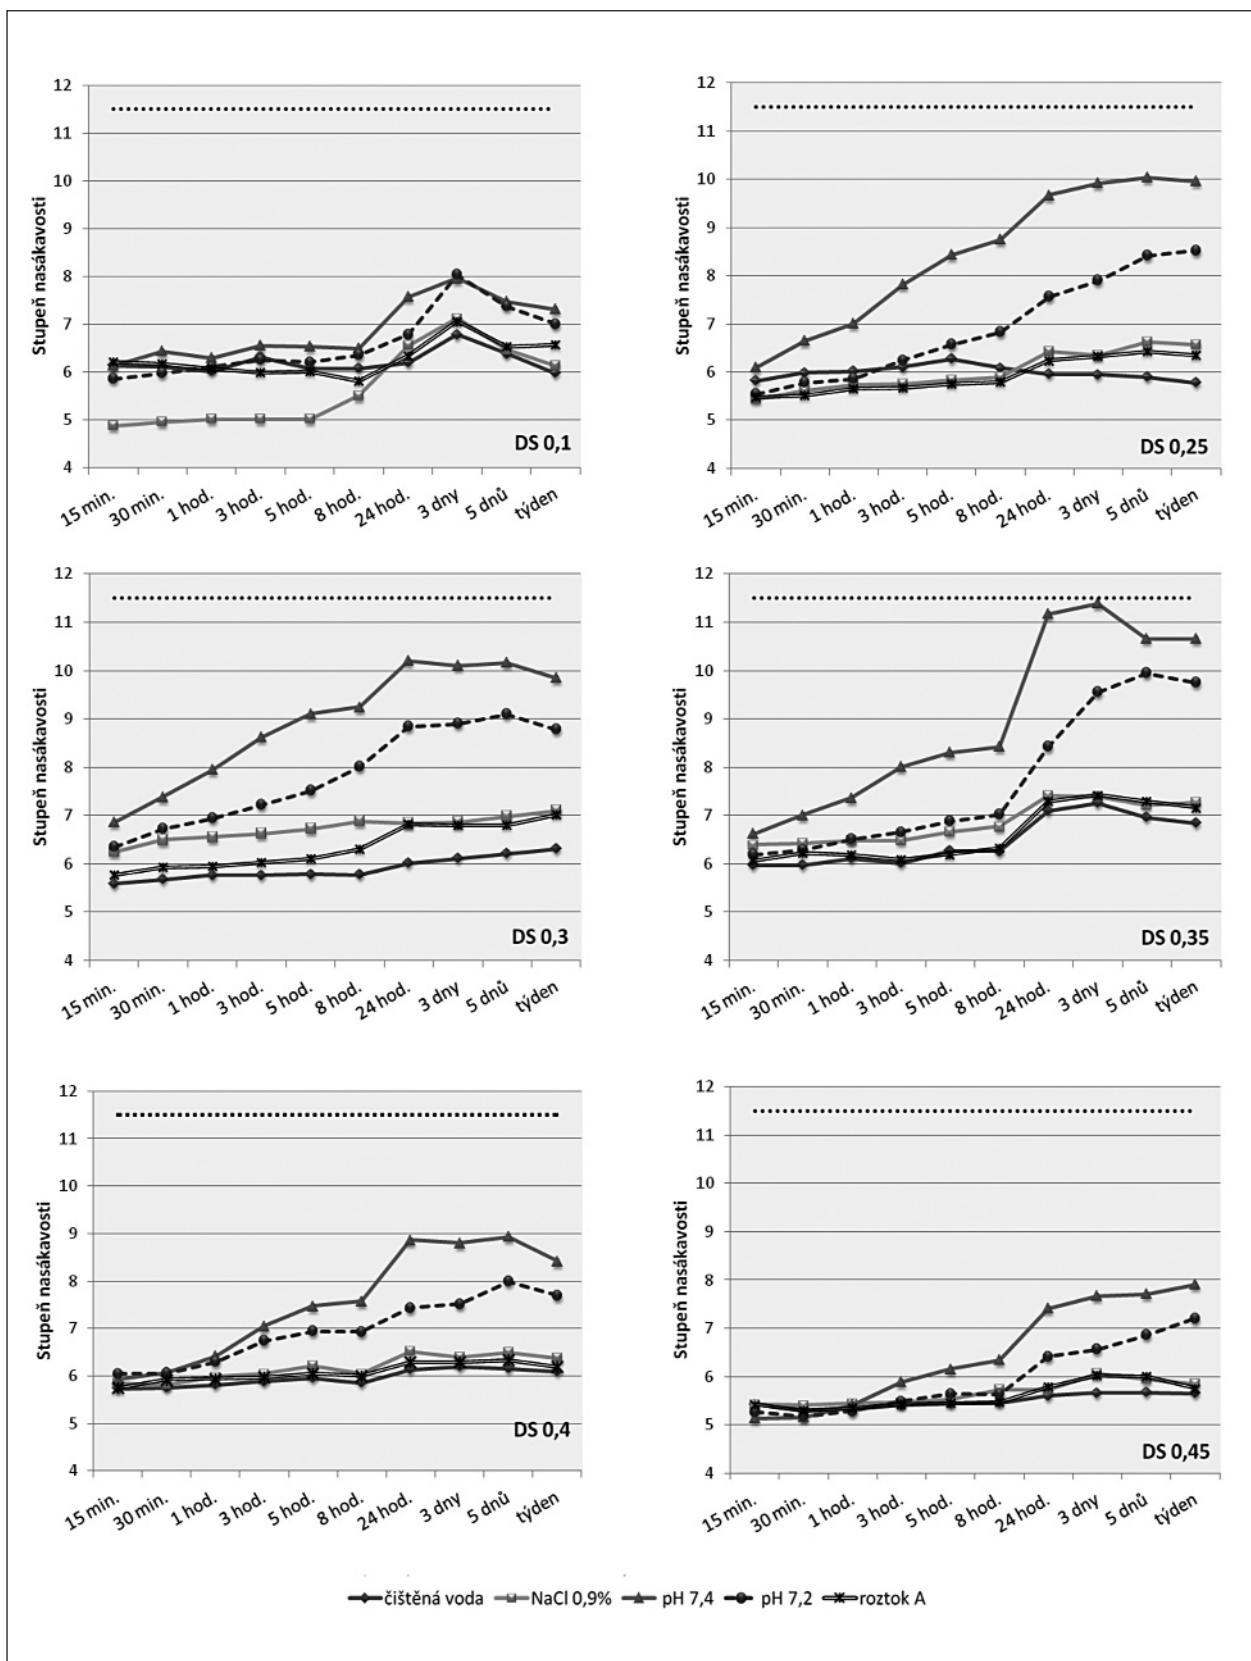 Stupeň nasákavosti
12
11
10
9
8
7
6
5
4
DS 0,1
15 min.
30 min.
1 hod.
3 hod.
5 hod.
8 hod.
24 hod.
3 dny
5 dnů
týden
Stupeň nasákavosti
12
11
10
9
8
7
6
5
4
DS 0,25
15 min.
30 min.
1 hod.
3 hod.
5 hod.
8 hod.
24 hod.
3 dny
5 dnů
týden
Stupeň nasákavosti
12
11
10
9
8
7
6
5
4
DS 0,3
15 min.
30 min.
1 hod.
3 hod.
5 hod.
8 hod.
24 hod.
3 dny
5 dnů
týden
Stupeň nasákavosti
12
11
10
9
8
7
6
5
4
DS 0,35
15 min.
30 min.
1 hod.
3 hod.
5 hod.
8 hod.
24 hod.
3 dny
5 dnů
týden
Stupeň nasákavosti
12
11
10
9
8
7
6
5
4
DS 0,4
15 min.
30 min.
1 hod.
3 hod.
5 hod.
8 hod.
24 hod.
3 dny
5 dnů
týden
Stupeň nasákavosti
12
11
10
9
8
7
6
5
4
DS 0,45
15 min.
30 min.
1 hod.
3 hod.
5 hod.
8 hod.
24 hod.
3 dny
5 dnů
týden
čištěná voda NaCl 0,9% pH 7,4 pH 7,2 roztok A